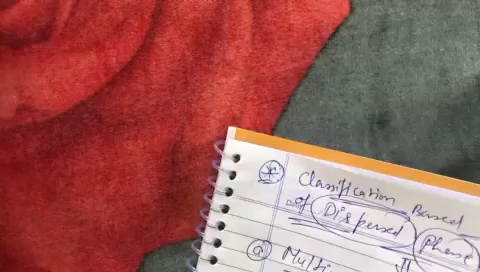 * Classification Based
of Dispersed Phase
@ Multi